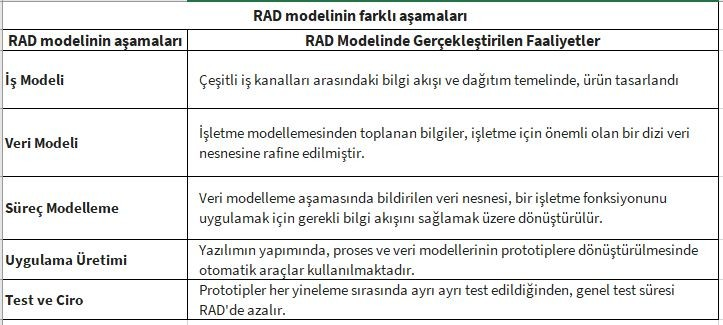 RAD modelinin farklı aşamaları
RAD modelinin aşamaları
RAD Modelinde Gerçekleştirilen Faaliyetler
İş Modeli
Çeşitli iş kanalları arasındaki bilgi akışı ve dağıtım temelinde, ürün tasarlandı
Veri Modeli
İşletme modellemesinden toplanan bilgiler, işletme için önemli olan bir dizi veri
nesnesine rafine edilmiştir.
Süreç Modelleme
Veri modelleme aşamasında bildirilen veri nesnesi, bir işletme fonksiyonunu
uygulamak için gerekli bilgi akışını sağlamak üzere dönüştürülür.
Uygulama Üretimi
Yazılımın yapımında, proses ve veri modellerinin prototiplere dönüştürülmesinde
otomatik araçlar kullanılmaktadır.
Test ve Ciro
Prototipler her yineleme sırasında ayrı ayrı test edildiğinden, genel test süresi
RAD'de azalır.